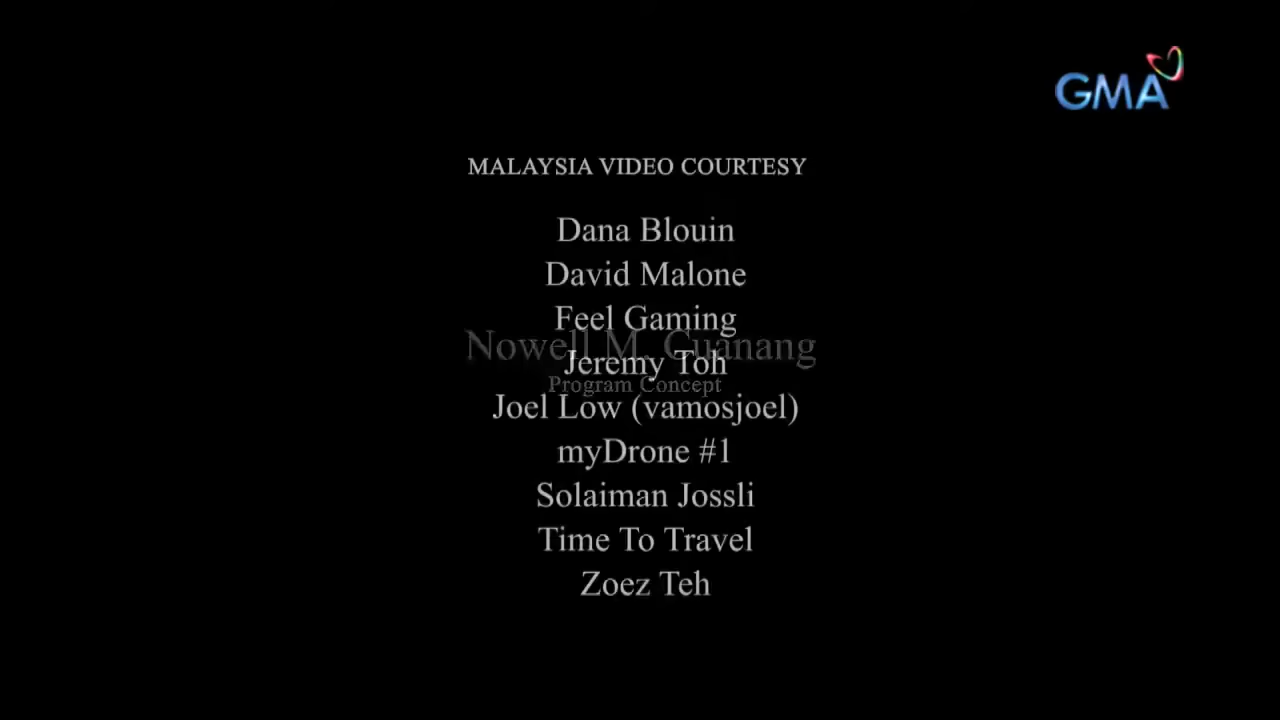 GMA
MALAYSIA VIDEO COURTESY
Dana Blouin
David Malone
Feel Gaming
Nowell M. Cuanang
Jeremy Toh
Program Concept
Joel Low (vamosjoel)
myDrone #1
Solaiman Jossli
Time To Travel
Zoez Teh